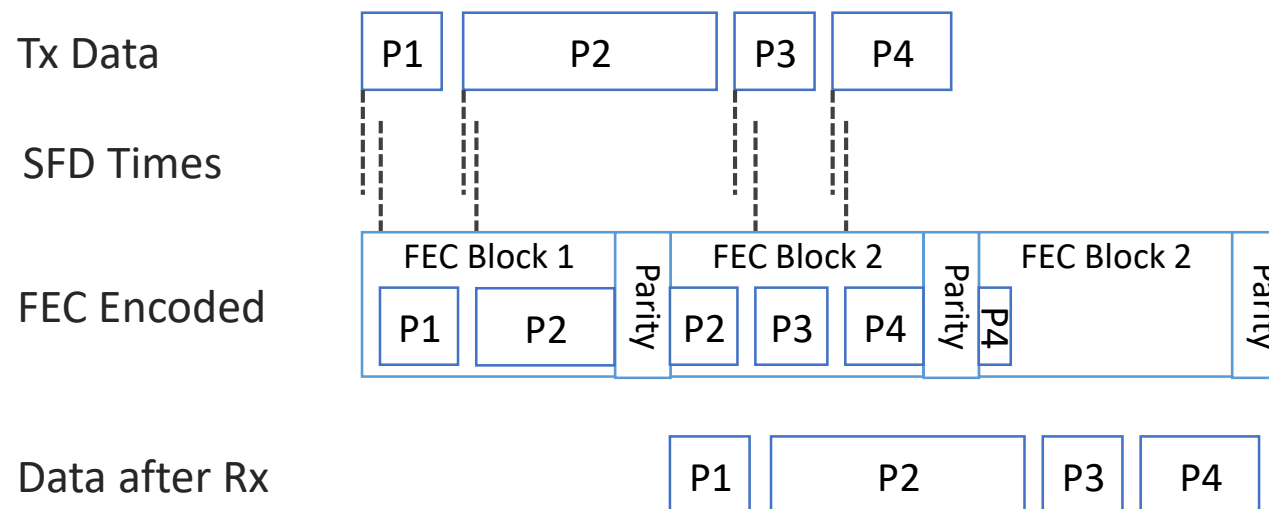 Tx Data
P1
P2
P3
P4
SFD Times
FEC Block 1
Parity
FEC Block 2
Parity
FEC Block 2
Parity
FEC Encoded
P1
P2
P2
P3
P4
P4
Data after Rx
P1
P2
P3
P4